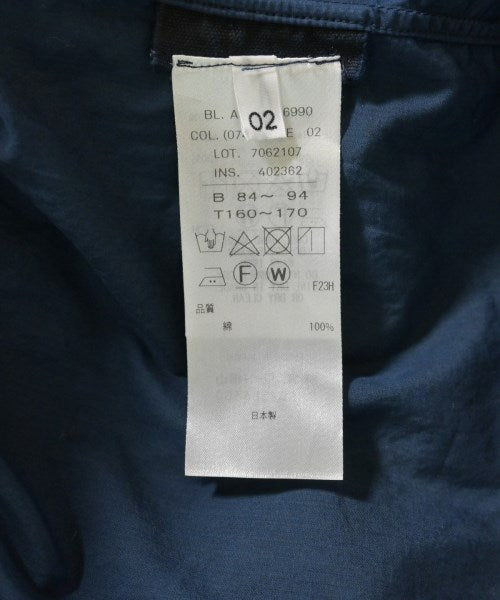 02
BL. A 6990
COL. (07 E 02
LOT. 7062107
INS. 402362
B 84～ 94
T160～170
F W F23H
品質
綿 100%
日本製